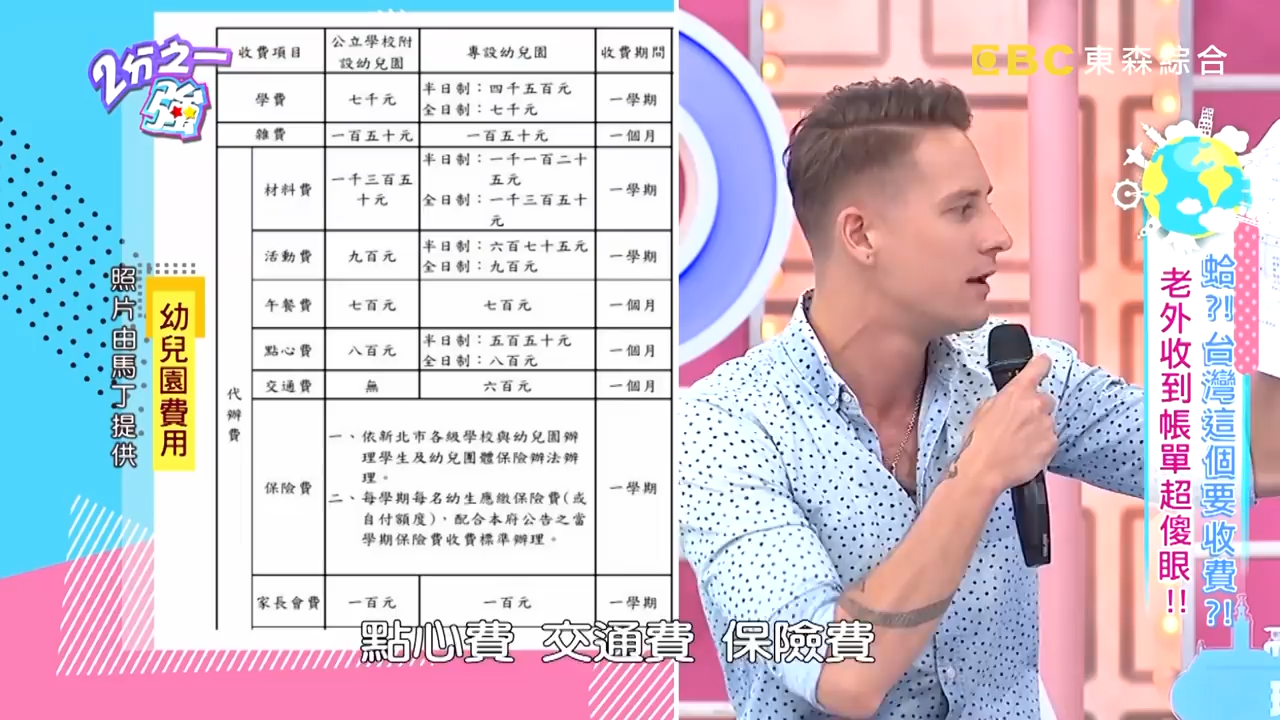 2分之一強
EBC 東森綜合
收費項目 公立學校附設幼兒園 專設幼兒園 收費期間
學費 七千元 半日制：四千五百元 全日制：七千元 一學期
雜費 一百五十元 一百五十元 一個月
代辦費
材料費 一千三百五十元 半日制：一千一百二十五元 全日制：一千三百五十元 一學期
活動費 九百元 半日制：六百七十五元 全日制：九百元 一學期
午餐費 七百元 七百元 一個月
點心費 八百元 半日制：五百五十元 全日制：八百元 一個月
交通費 無 六百元 一個月
保險費 一、依新北市各級學校與幼兒園辦
理學生及幼兒團體保險辦法辦
理。
二、每學期每名幼生應繳保險費(或
自付額度)，配合本府公告之當
學期保險費收費標準辦理。 一學期
家長會費 一百元 一百元 一學期
幼兒園費用
照片由馬丁提供
蛤?!台灣這個要收費?!
老外收到帳單超傻眼!!
點心費 交通費 保險費